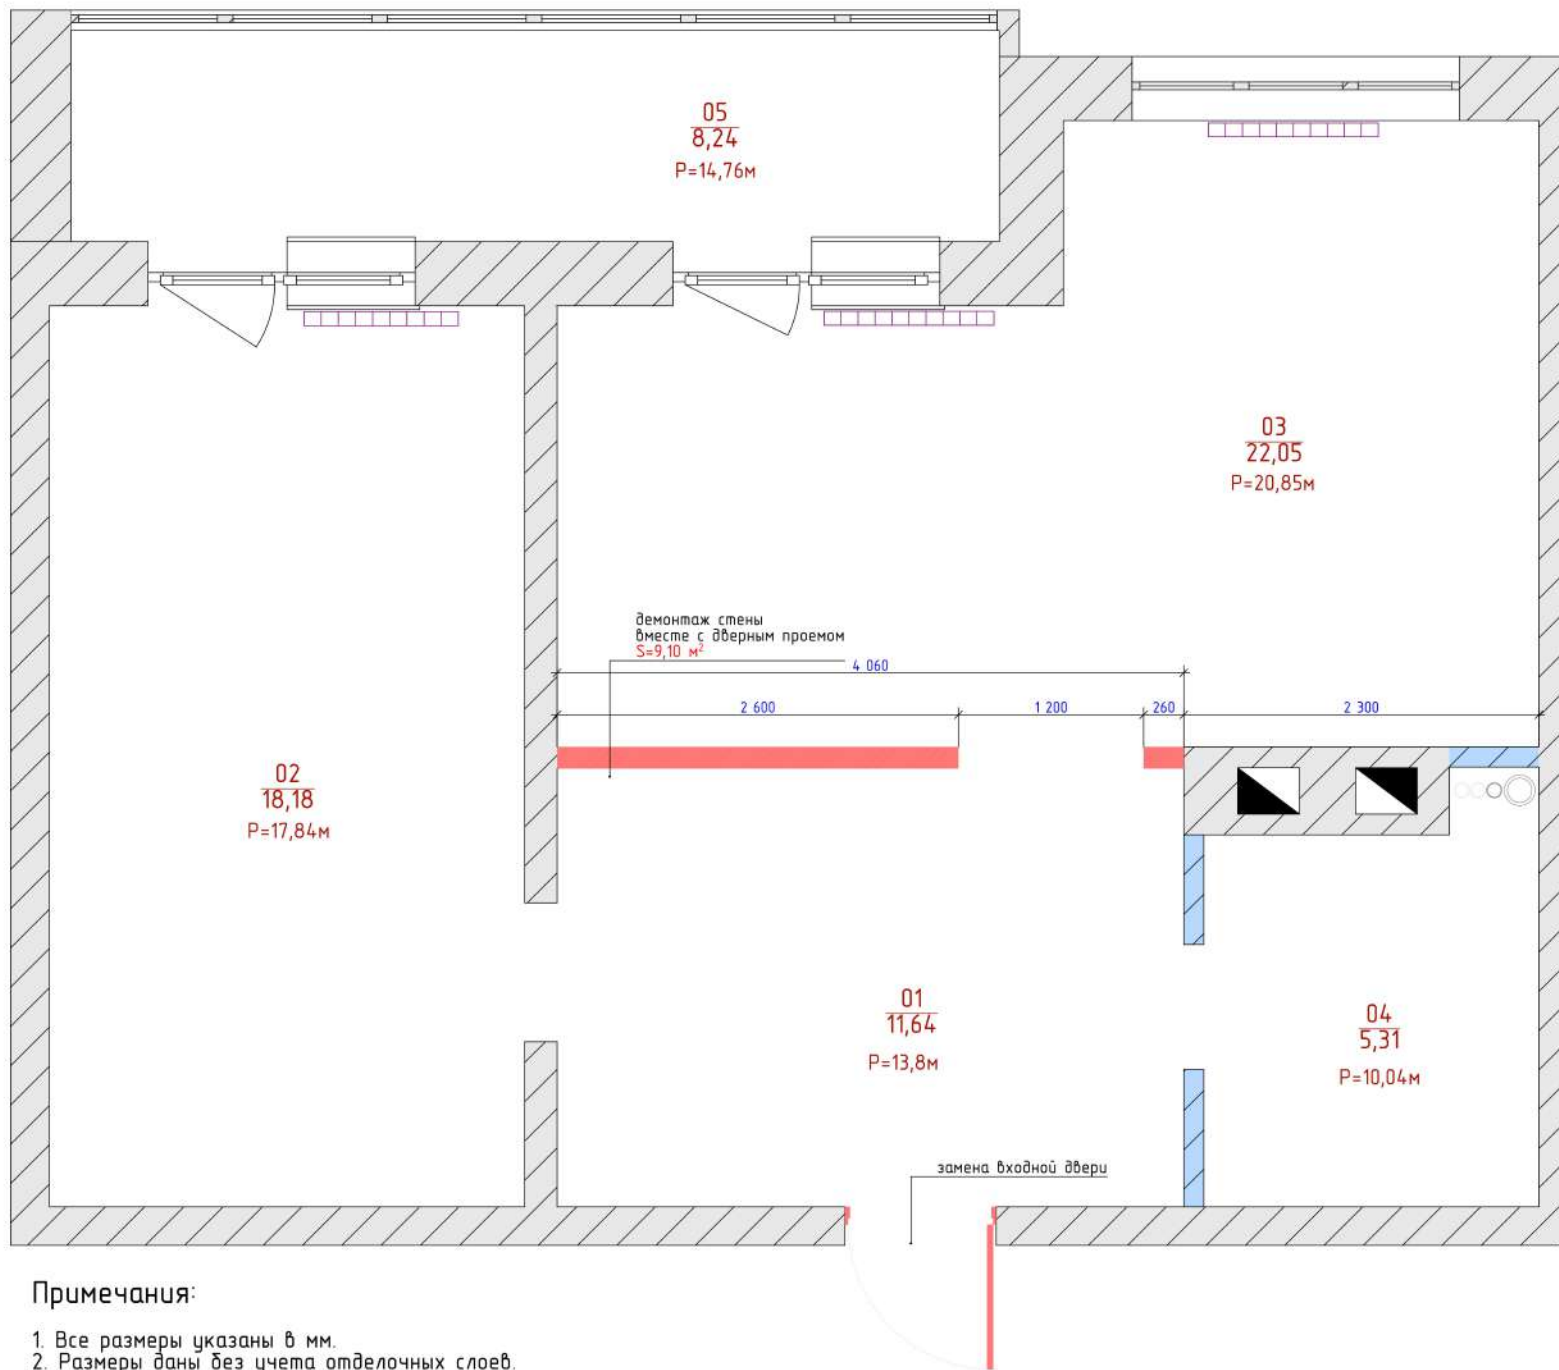 05
8,24
P=14,76м
03
22,05
P=20,85м
демонтаж стены
вместе с дверным проемом
S=9,10 м²
4 060
2 600
1 200
260
2 300
02
18,18
P=17,84м
01
11,64
P=13,8м
04
5,31
P=10,04м
замена входной двери
Примечания:
1. Все размеры указаны в мм.
2. Размеры даны без учета отделочных слоев.